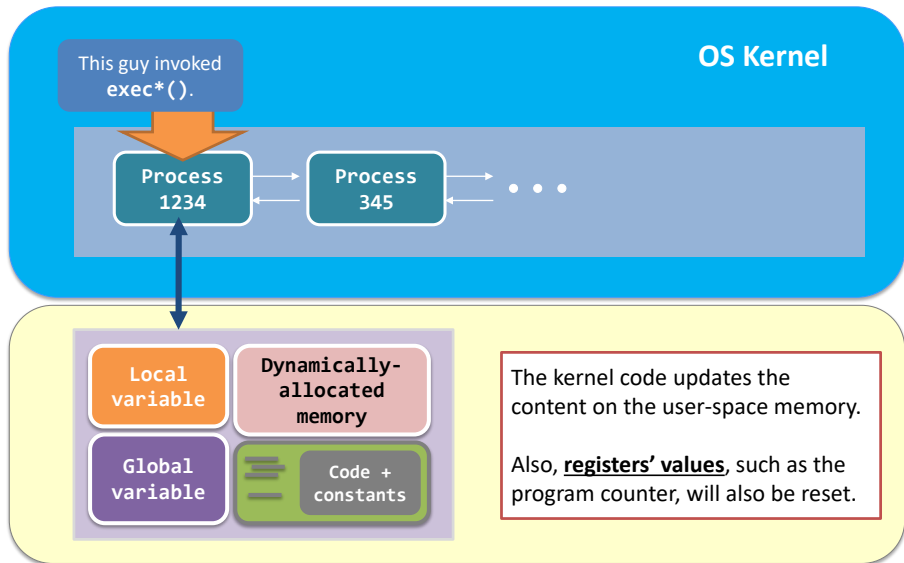 This guy invoked
exec*().
OS Kernel
Process
1234
Process
345
Local
variable
Dynamically-
allocated
memory
Global
variable
Code +
constants
The kernel code updates the
content on the user-space memory.
Also, registers’ values, such as the
program counter, will also be reset.